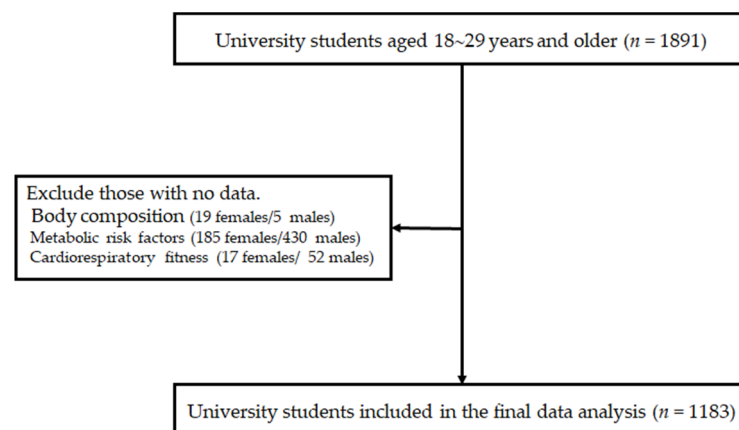 University students aged 18~29 years and older (n = 1891)
Exclude those with no data.
Body composition (19 females/5 males)
Metabolic risk factors (185 females/430 males)
Cardiorespiratory fitness (17 females/ 52 males)
University students included in the final data analysis (n = 1183)